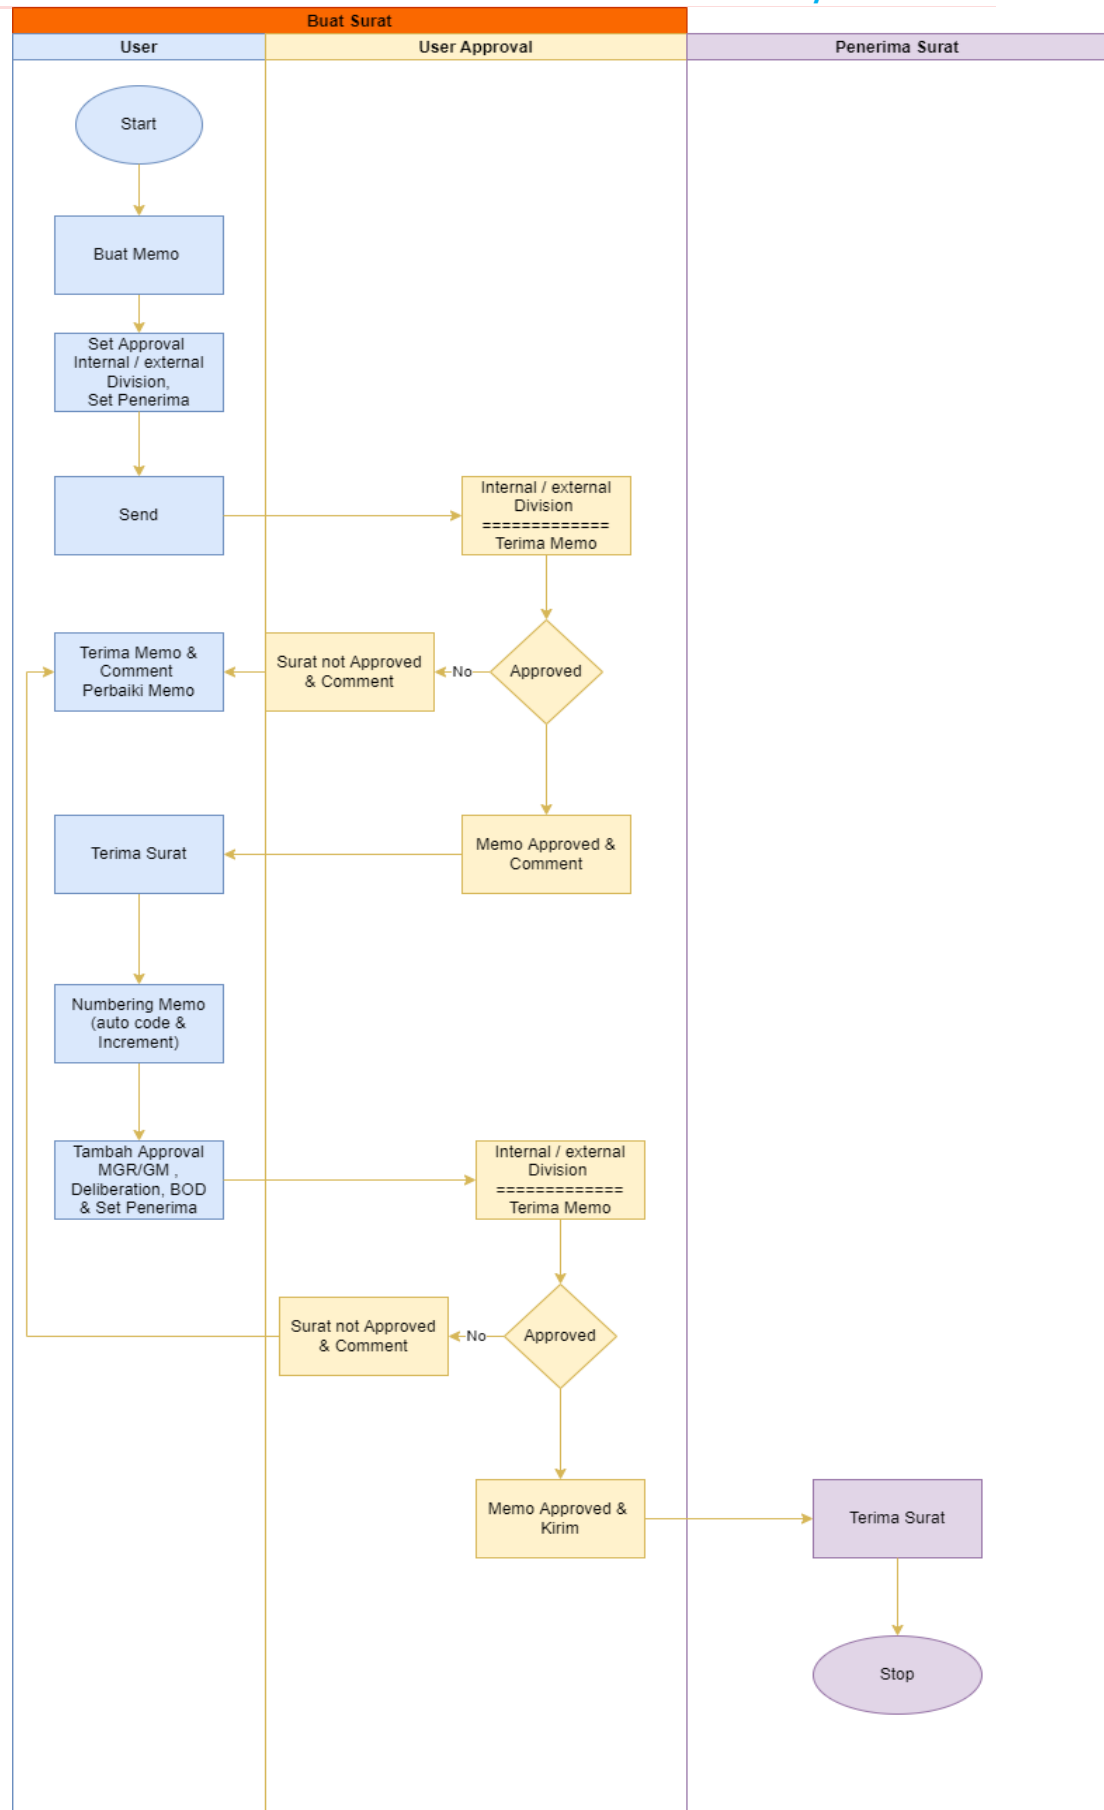 Buat Surat
User
User Approval
Penerima Surat
Start
Buat Memo
Set Approval
Internal / external
Division,
Set Penerima
Send
Internal / external
Division
=============
Terima Memo
Terima Memo &
Comment
Perbaiki Memo
Surat not Approved
& Comment
No
Approved
Terima Surat
Memo Approved &
Comment
Numbering Memo
(auto code &
Increment)
Tambah Approval
MGR/GM ,
Deliberation, BOD
& Set Penerima
Internal / external
Division
=============
Terima Memo
Surat not Approved
& Comment
No
Approved
Memo Approved &
Kirim
Terima Surat
Stop